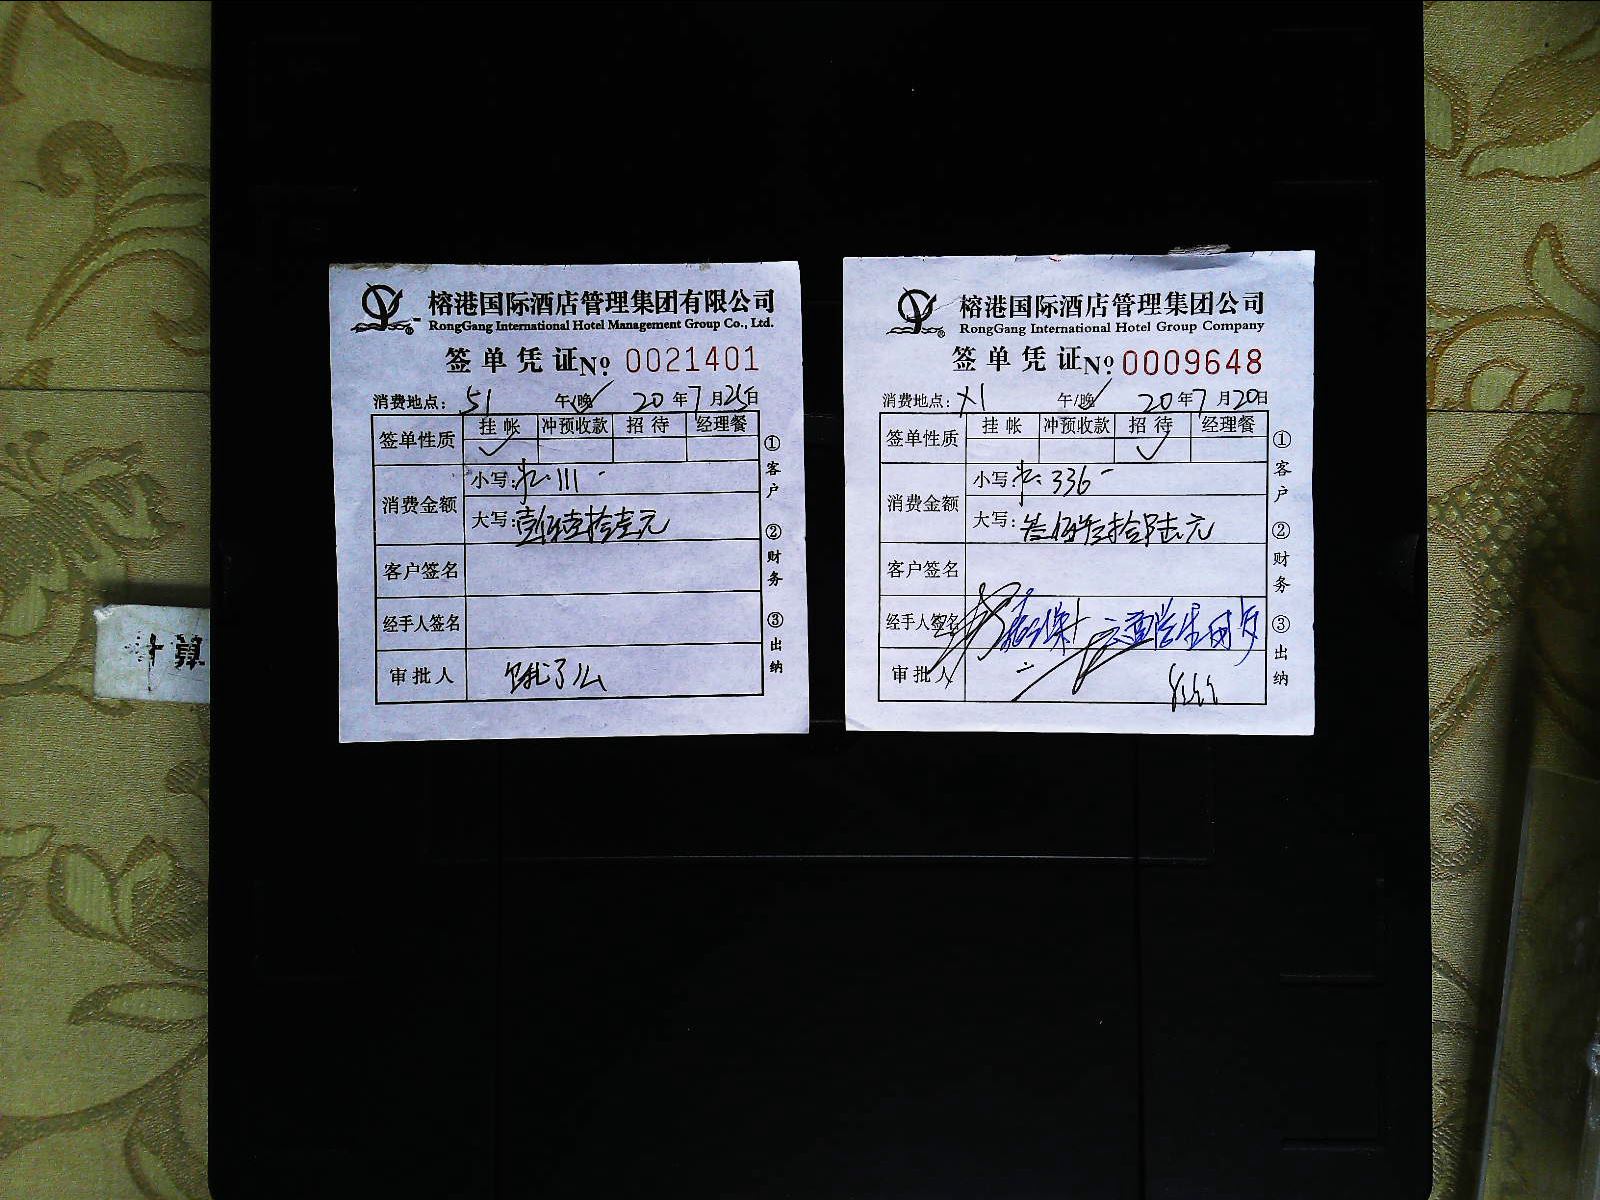 榕港国际酒店管理集团有限公司
RongGang International Hotel Management Group Co., Ltd.
签单凭证 No. 0021401
消费地点: 51 午/晚 20年7月25日
签单性质 挂帐 冲预收款 招待 经理餐
消费金额
小写: 111-
大写: 壹佰壹拾壹元
客户签名
经手人签名
审批人 饿了么
①客户 ②财务 ③出纳
榕港国际酒店管理集团公司
RongGang International Hotel Group Company
签单凭证 No. 0009648
消费地点: 午/晚 20年7月20日
签单性质 挂帐 冲预收款 招待 经理餐
消费金额
小写: 336-
大写: 叁佰叁拾陆元
客户签名
经手人签名
审批人
①客户 ②财务 ③出纳
计算